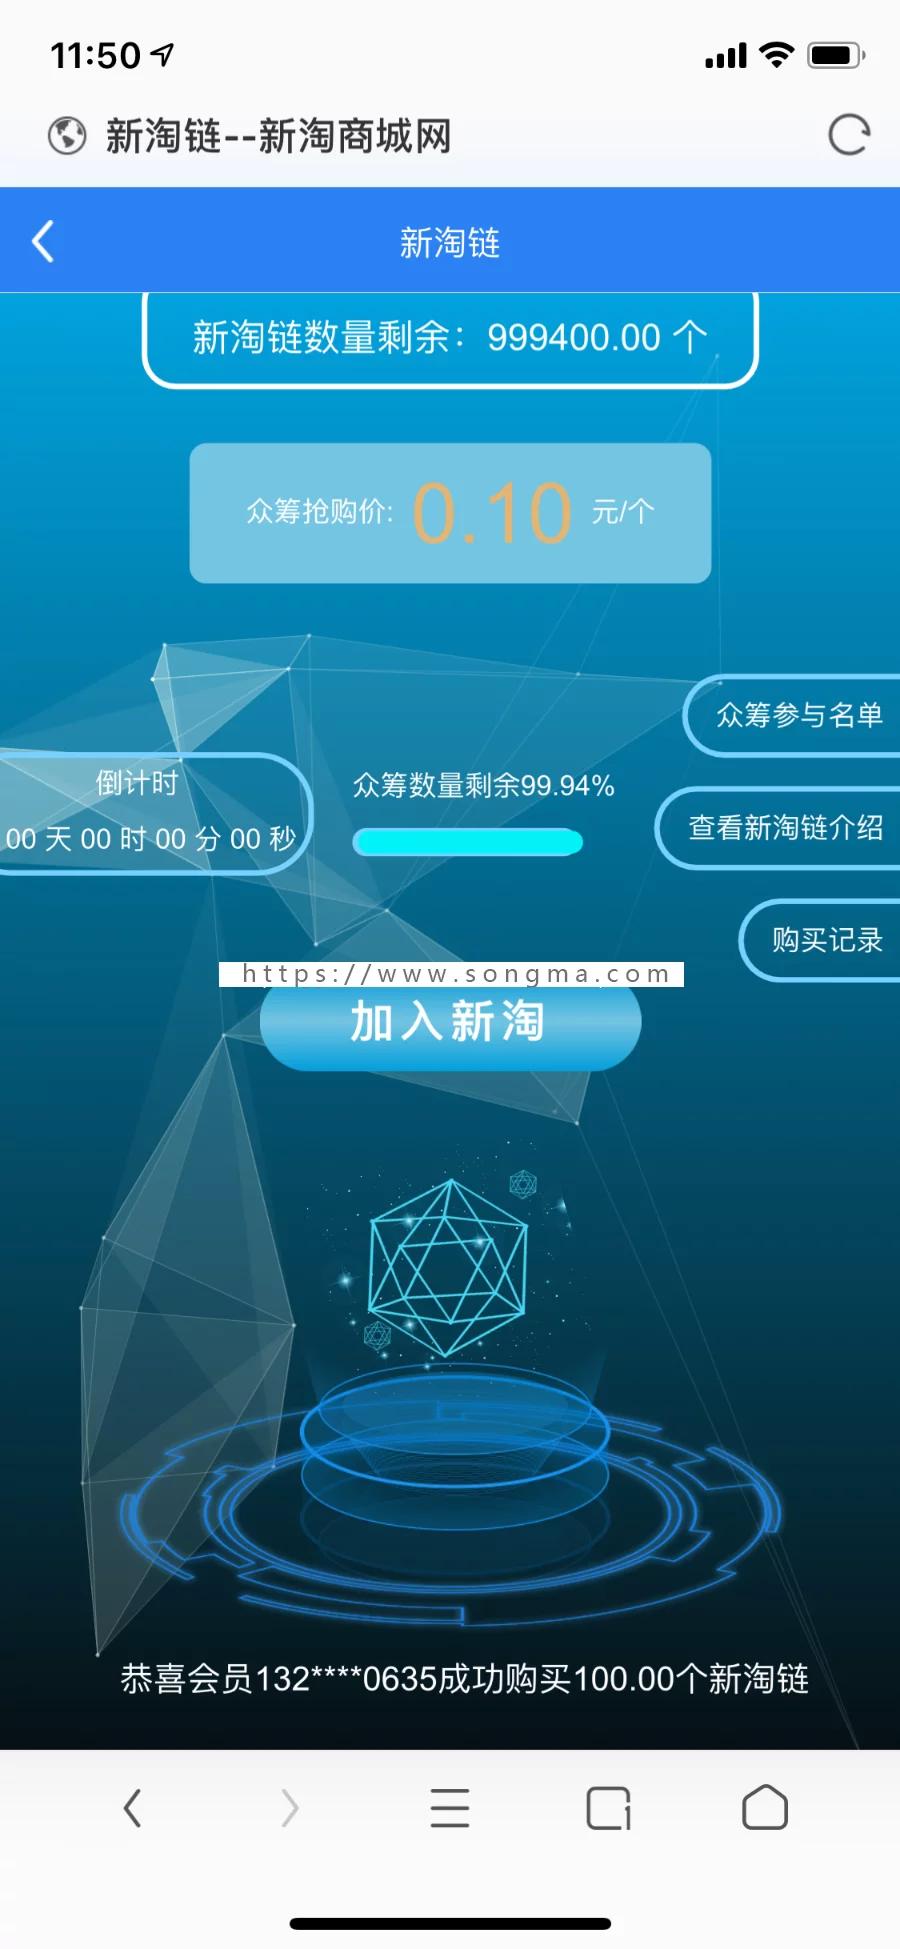 11:50
新淘链--新淘商城网
新淘链
新淘链数量剩余：999400.00 个
众筹抢购价: 0.10 元/个
众筹参与名单
倒计时
00 天 00 时 00 分 00 秒
众筹数量剩余99.94%
查看新淘链介绍
购买记录
https://www.songma.com
加入新淘
恭喜会员132****0635成功购买100.00个新淘链
1